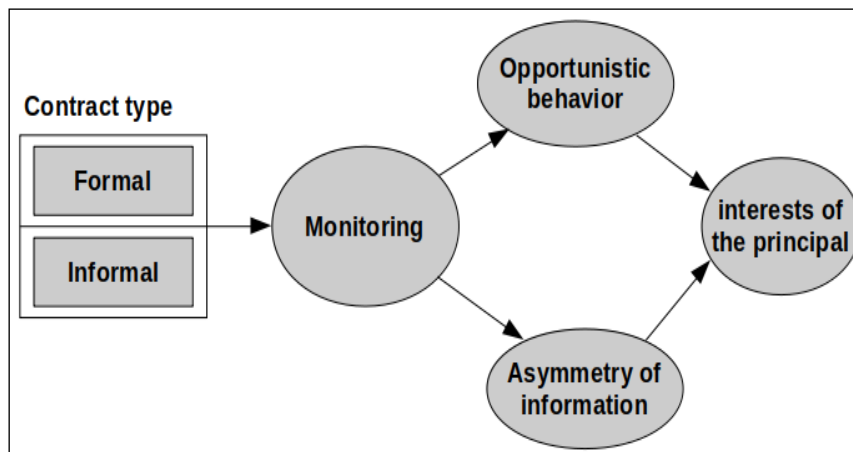 Contract type
Formal
Informal
Monitoring
Opportunistic
behavior
Asymmetry of
information
interests of
the principal